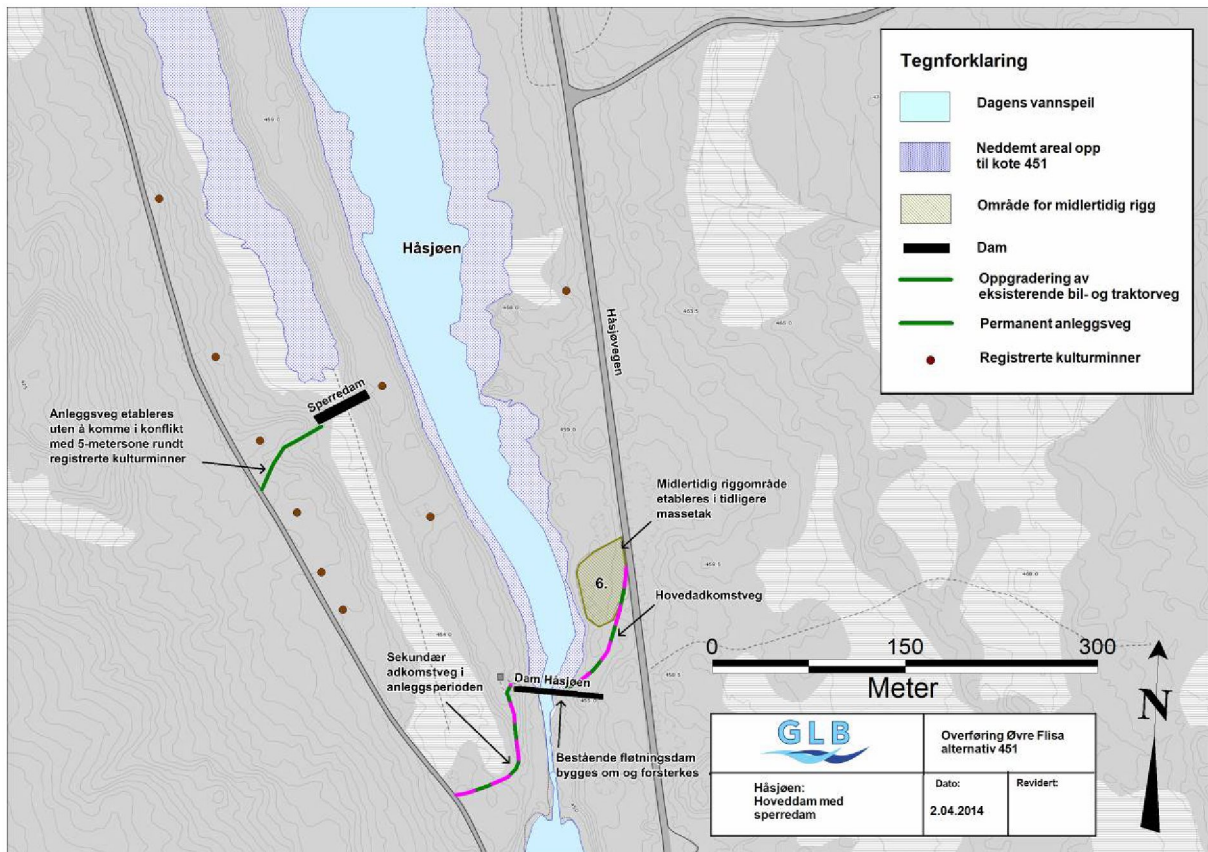 Tegnforklaring
Dagens vannspeil
Neddemt areal opp
til kote 451
Område for midlertidig rigg
Dam
Oppgradering av
eksisterende bil- og traktorveg
Permanent anleggsveg
Registrerte kulturminner
Håsjøen
Håsjøvegen
Sperredam
Anleggsveg etableres
uten å komme i konflikt
med 5-metersone rundt
registrerte kulturminner
Midlertidig riggområde
etableres i tidligere
massetak
6.
Hovedadkomstveg
Sekundær
adkomstveg i
anleggsperioden
Dam Håsjøen
Bestående fløtningsdam
bygges om og forsterkes
0 150 300
Meter
N
GLB
Overføring Øvre Flisa
alternativ 451
Håsjøen:
Hoveddam med
sperredam
Dato:
2.04.2014
Revidert: